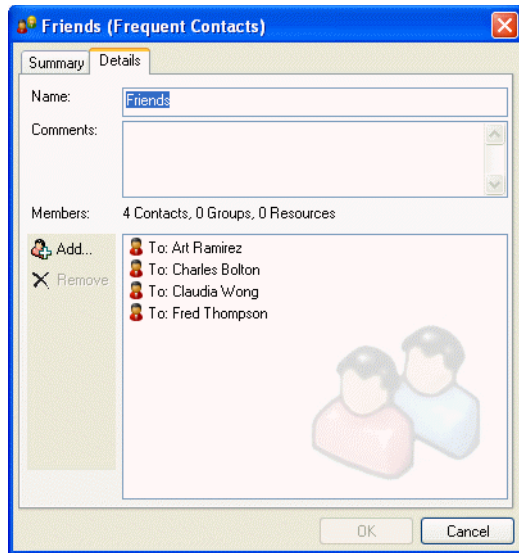 Friends (Frequent Contacts)
Summary Details
Name: Friends
Comments:
Members: 4 Contacts, 0 Groups, 0 Resources
Add...
Remove
To: Art Ramirez
To: Charles Bolton
To: Claudia Wong
To: Fred Thompson
OK Cancel